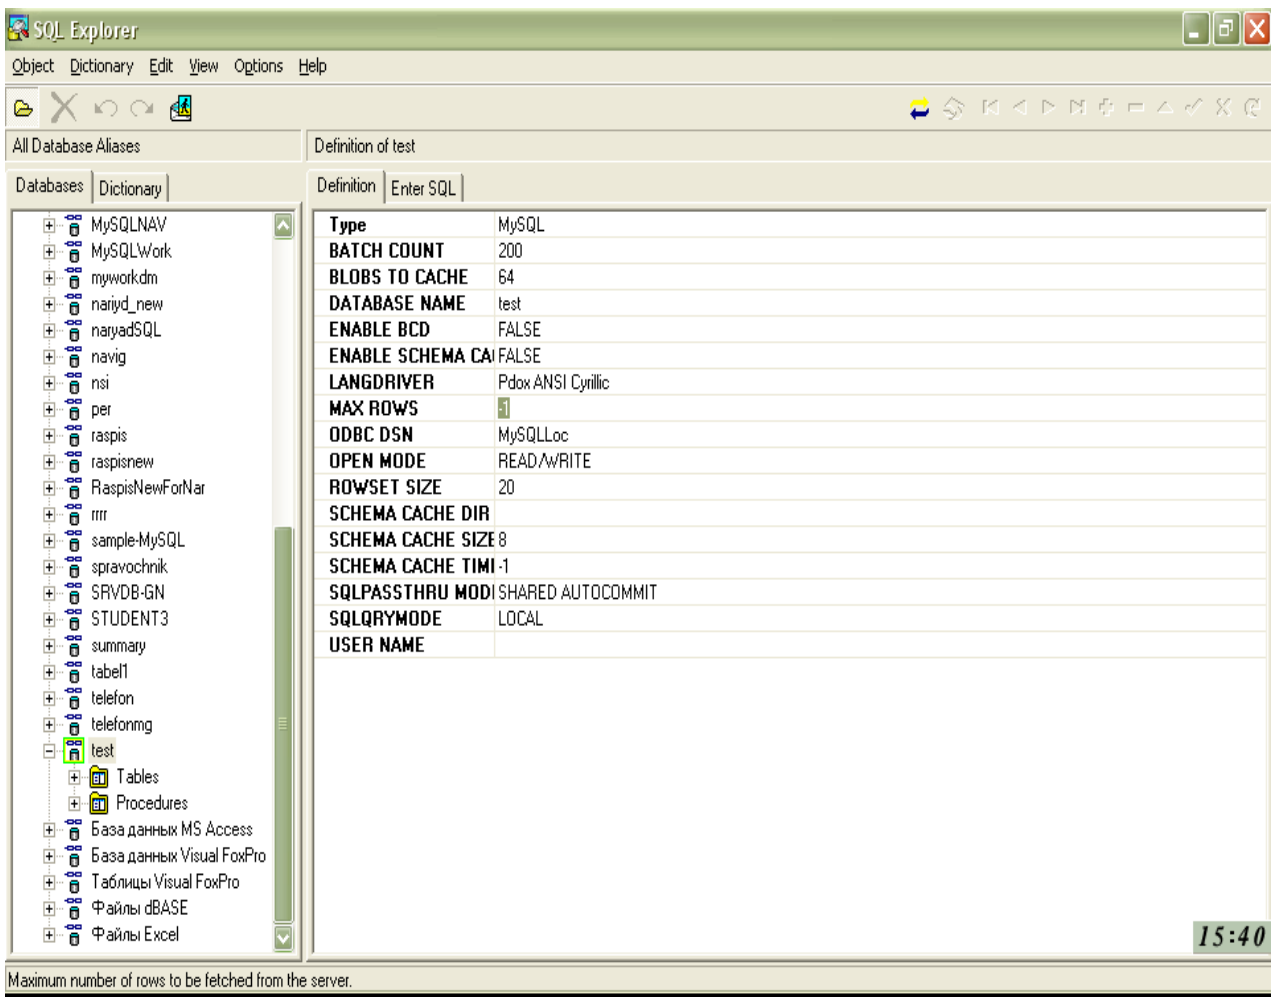 SQL Explorer
Object Dictionary Edit View Options Help
All Database Aliases
Definition of test
Databases Dictionary
Definition Enter SQL
MySQLNAV
MySQLWork
myworkdm
nariyd_new
naryadSQL
navig
nsi
per
raspis
raspisnew
RaspisNewForNar
rrrr
sample-MySQL
spravochnik
SRVDB-GN
STUDENT3
summary
tabel1
telefon
telefonmg
test
Tables
Procedures
База данных MS Access
База данных Visual FoxPro
Таблицы Visual FoxPro
Файлы dBASE
Файлы Excel
Type MySQL
BATCH COUNT 200
BLOBS TO CACHE 64
DATABASE NAME test
ENABLE BCD FALSE
ENABLE SCHEMA CA FALSE
LANGDRIVER Pdox ANSI Cyrillic
MAX ROWS -1
ODBC DSN MySQLLoc
OPEN MODE READ/WRITE
ROWSET SIZE 20
SCHEMA CACHE DIR
SCHEMA CACHE SIZE 8
SCHEMA CACHE TIMI -1
SQLPASSTHRU MODI SHARED AUTOCOMMIT
SQLQRYMODE LOCAL
USER NAME
15:40
Maximum number of rows to be fetched from the server.